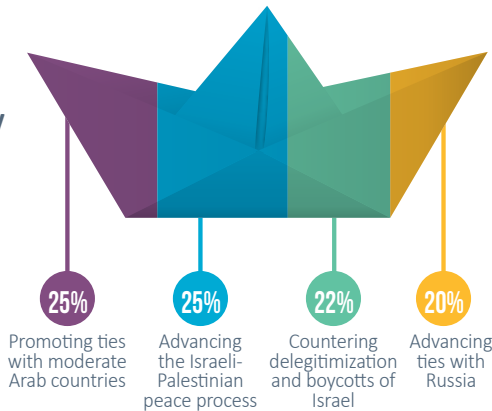 25%
Promoting ties
with moderate
Arab countries
25%
Advancing
the Israeli-
Palestinian
peace process
22%
Countering
delegitimization
and boycotts of
Israel
20%
Advancing
ties with
Russia